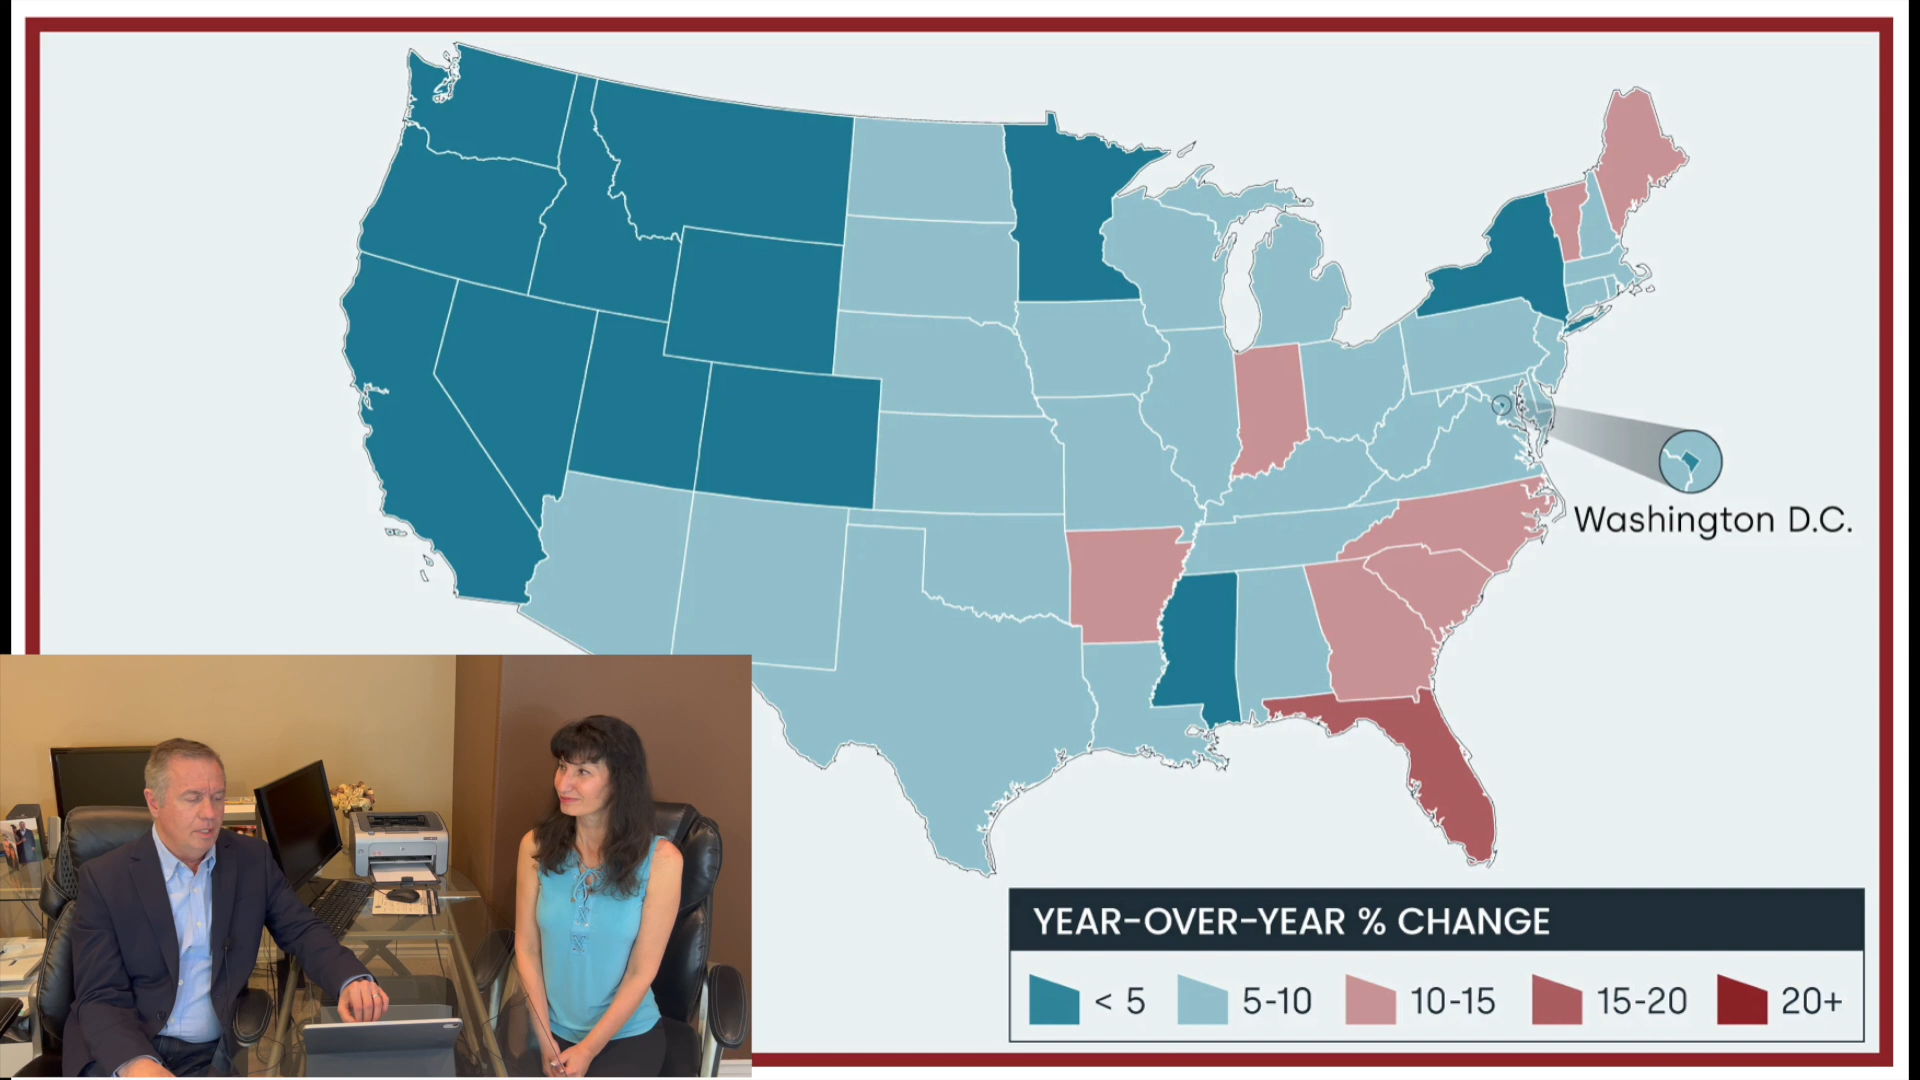 Washington D.C.
YEAR-OVER-YEAR % CHANGE
< 5
5-10
10-15
15-20
20+